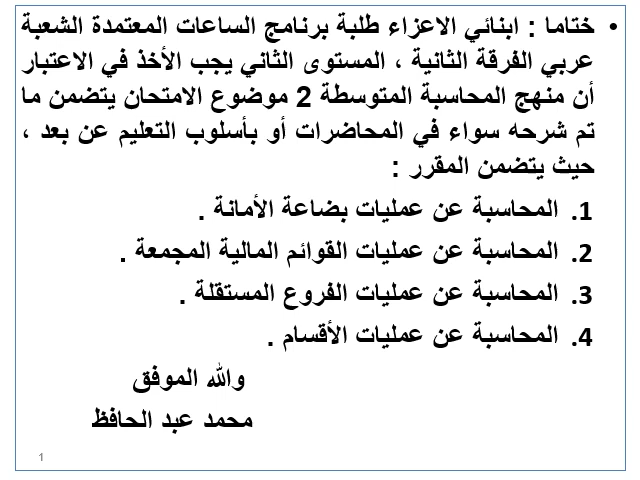 • ختاما : ابنائي الاعزاء طلبة برنامج الساعات المعتمدة الشعبة
عربي الفرقة الثانية ، المستوى الثاني يجب الأخذ في الاعتبار
أن منهج المحاسبة المتوسطة 2 موضوع الامتحان يتضمن ما
تم شرحه سواء في المحاضرات أو بأسلوب التعليم عن بعد ،
حيث يتضمن المقرر :
1. المحاسبة عن عمليات بضاعة الأمانة .
2. المحاسبة عن عمليات القوائم المالية المجمعة .
3. المحاسبة عن عمليات الفروع المستقلة .
4. المحاسبة عن عمليات الأقسام .
والله الموفق
محمد عبد الحافظ
1